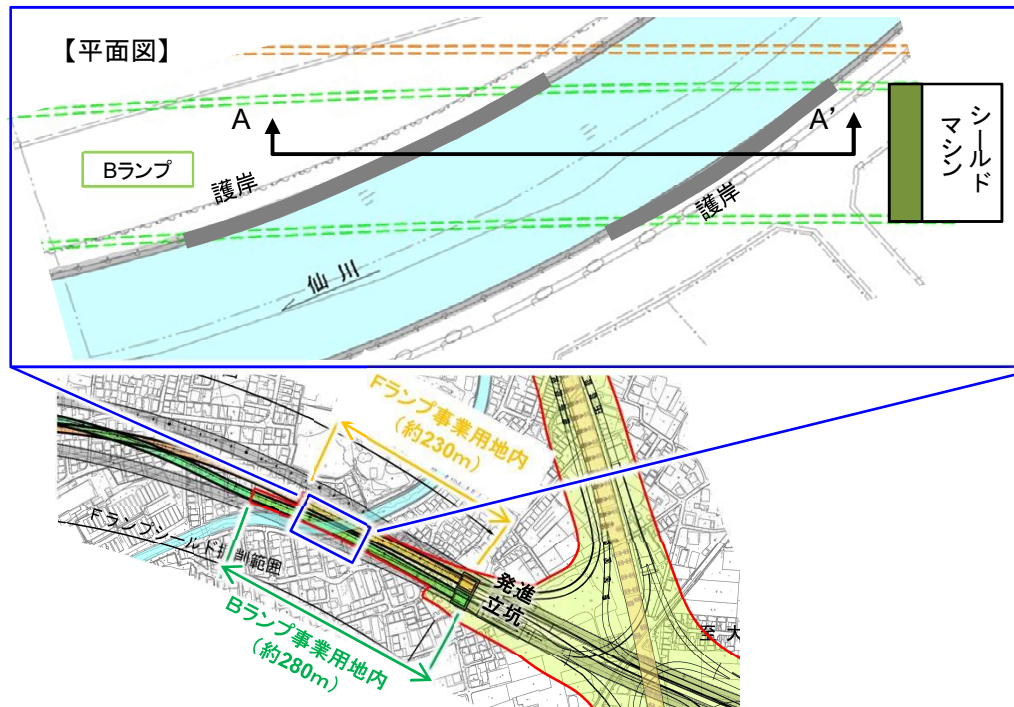 【平面図】
A
A’
Bランプ
護岸
護岸
仙川
シールド
マシン
Fランプ事業用地内
(約230m)
Fランプシールド掘削範囲
発進
立坑
Bランプ事業用地内
(約280m)
至 大